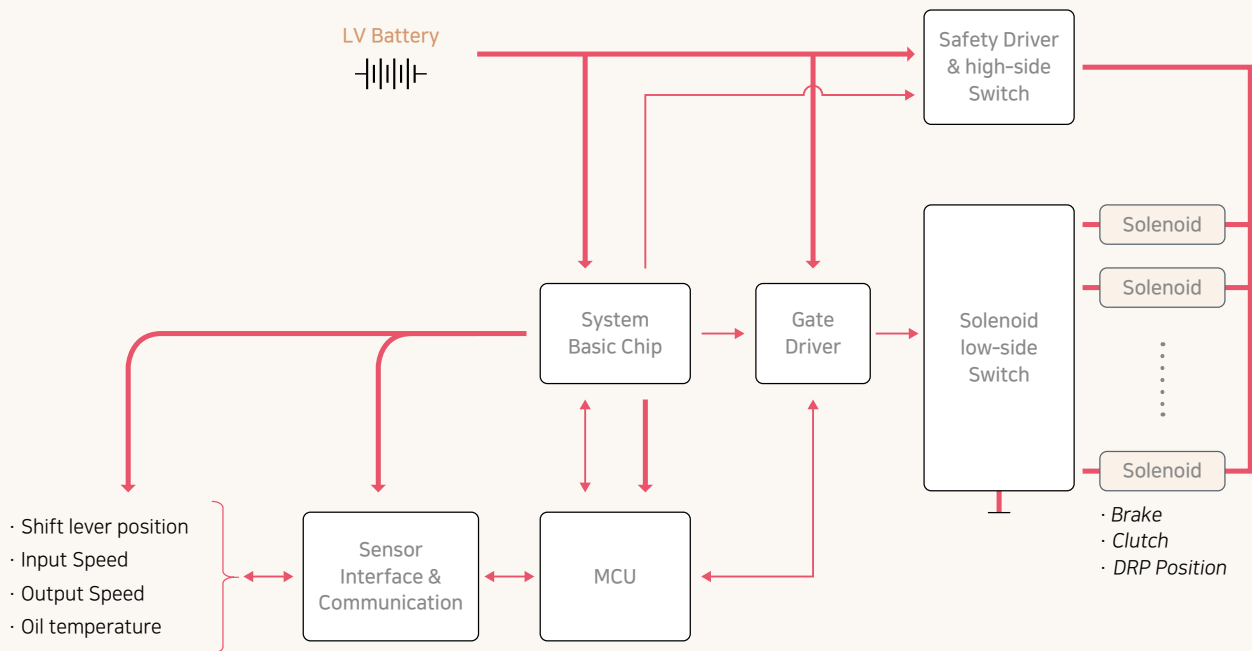 LV Battery
Safety Driver
& high-side
Switch
Solenoid
Solenoid
System
Basic Chip
Gate
Driver
Solenoid
low-side
Switch
Solenoid
· Shift lever position
· Input Speed
· Output Speed
· Oil temperature
Sensor
Interface &
Communication
MCU
· Brake
· Clutch
· DRP Position